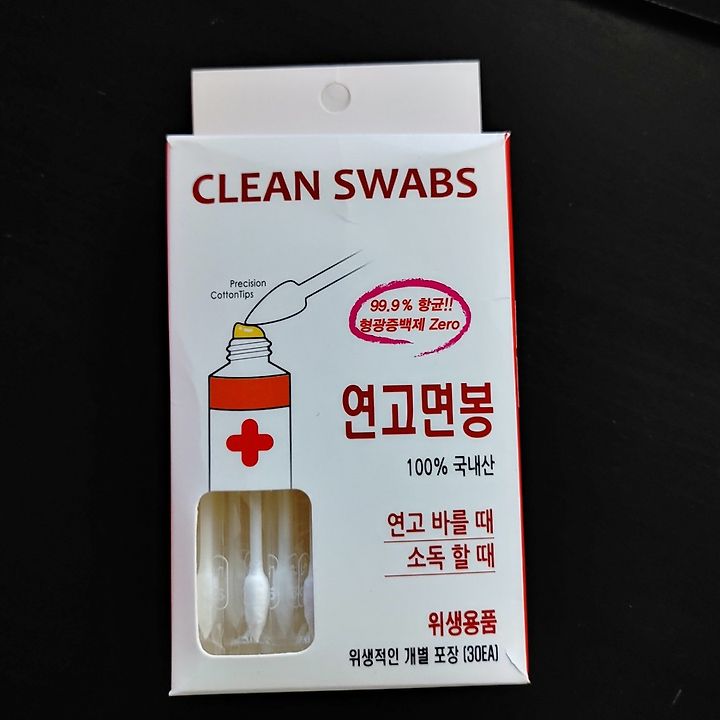 CLEAN SWABS
Precision
CottonTips
99.9% 항균!!
형광증백제 Zero
연고면봉
100% 국내산
연고 바를 때
소독 할 때
위생용품
위생적인 개별 포장 (30EA)